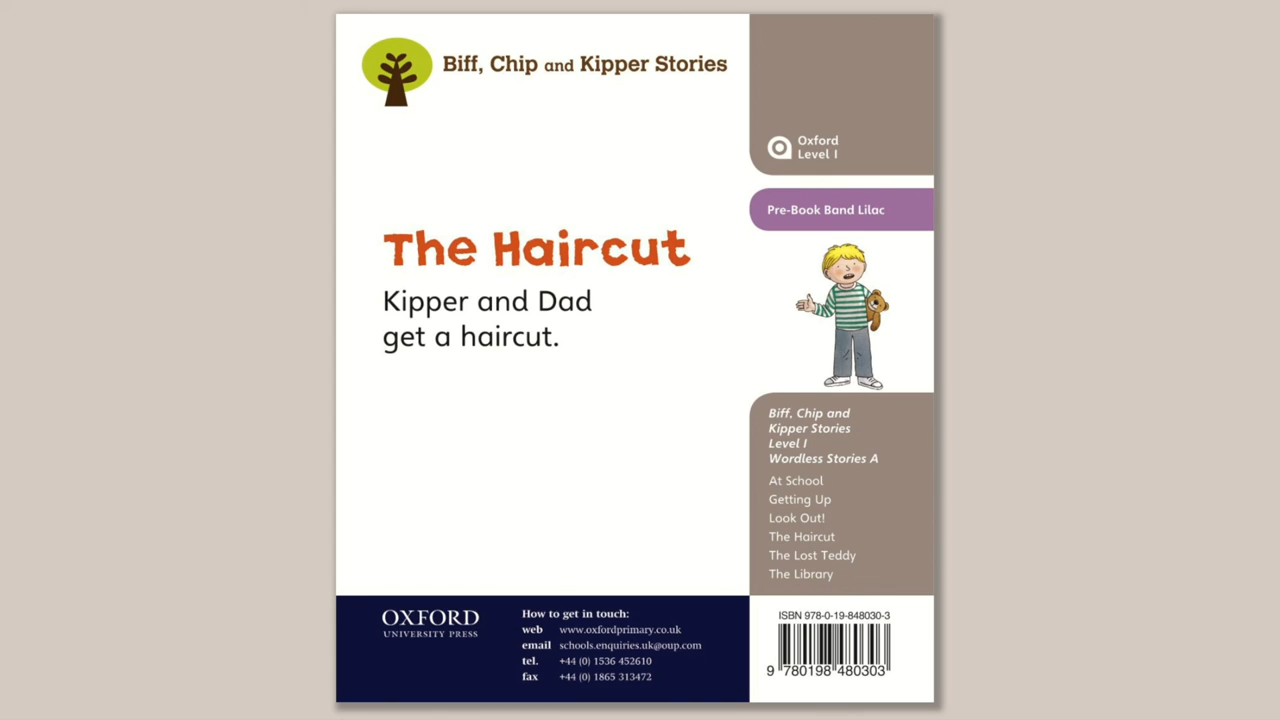 Biff, Chip and Kipper Stories
Oxford
Level 1
Pre-Book Band Lilac
The Haircut
Kipper and Dad
get a haircut.
Biff, Chip and
Kipper Stories
Level 1
Wordless Stories A
At School
Getting Up
Look Out!
The Haircut
The Lost Teddy
The Library
OXFORD
UNIVERSITY PRESS
How to get in touch:
web www.oxfordprimary.co.uk
email schools.enquiries.uk@oup.com
tel. +44 (0) 1536 452610
fax +44 (0) 1865 313472
ISBN 978-0-19-848030-3
9 780198 480303